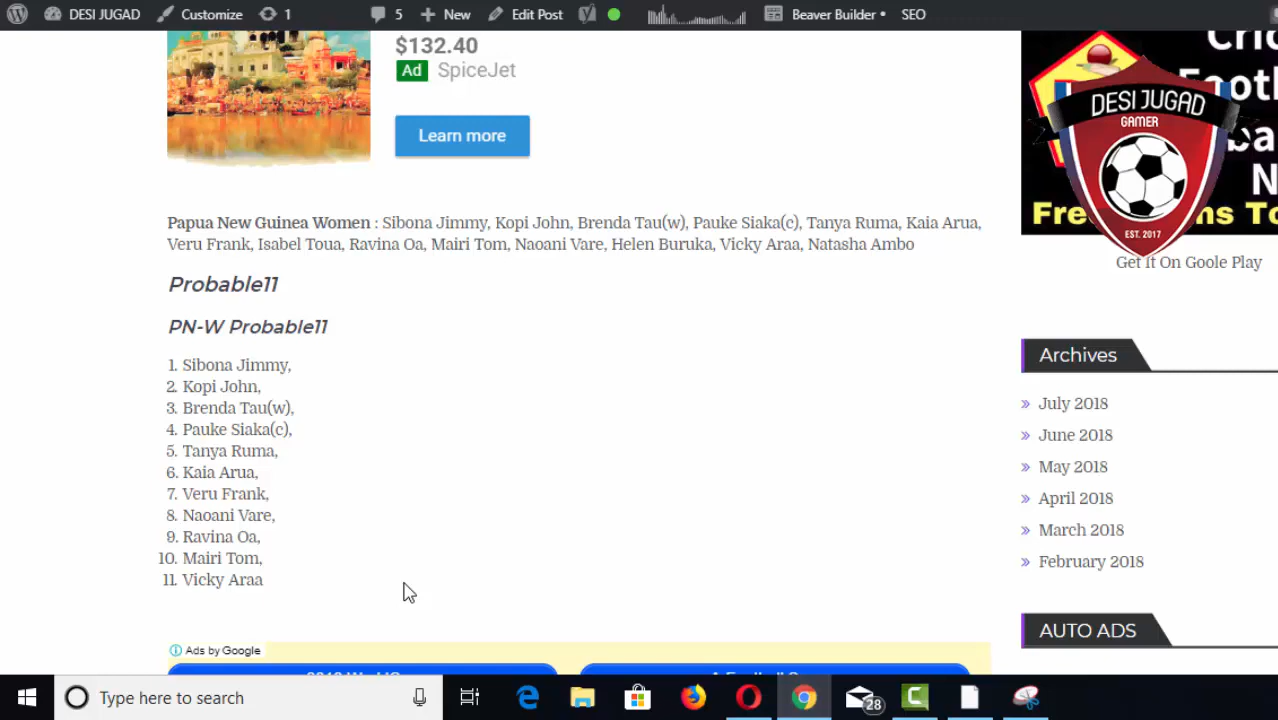 DESI JUGAD Customize 1 5 New Edit Post Beaver Builder SEO
$132.40
Ad SpiceJet
Learn more
Papua New Guinea Women : Sibona Jimmy, Kopi John, Brenda Tau(w), Pauke Siaka(c), Tanya Ruma, Kaia Arua,
Veru Frank, Isabel Toua, Ravina Oa, Mairi Tom, Naoani Vare, Helen Buruka, Vicky Araa, Natasha Ambo
Probable11
PN-W Probable11
1. Sibona Jimmy,
2. Kopi John,
3. Brenda Tau(w),
4. Pauke Siaka(c),
5. Tanya Ruma,
6. Kaia Arua,
7. Veru Frank,
8. Naoani Vare,
9. Ravina Oa,
10. Mairi Tom,
11. Vicky Araa
Ads by Google
DESI JUGAD
GAMER
EST. 2017
Get It On Goole Play
Archives
July 2018
June 2018
May 2018
April 2018
March 2018
February 2018
AUTO ADS
Type here to search
28